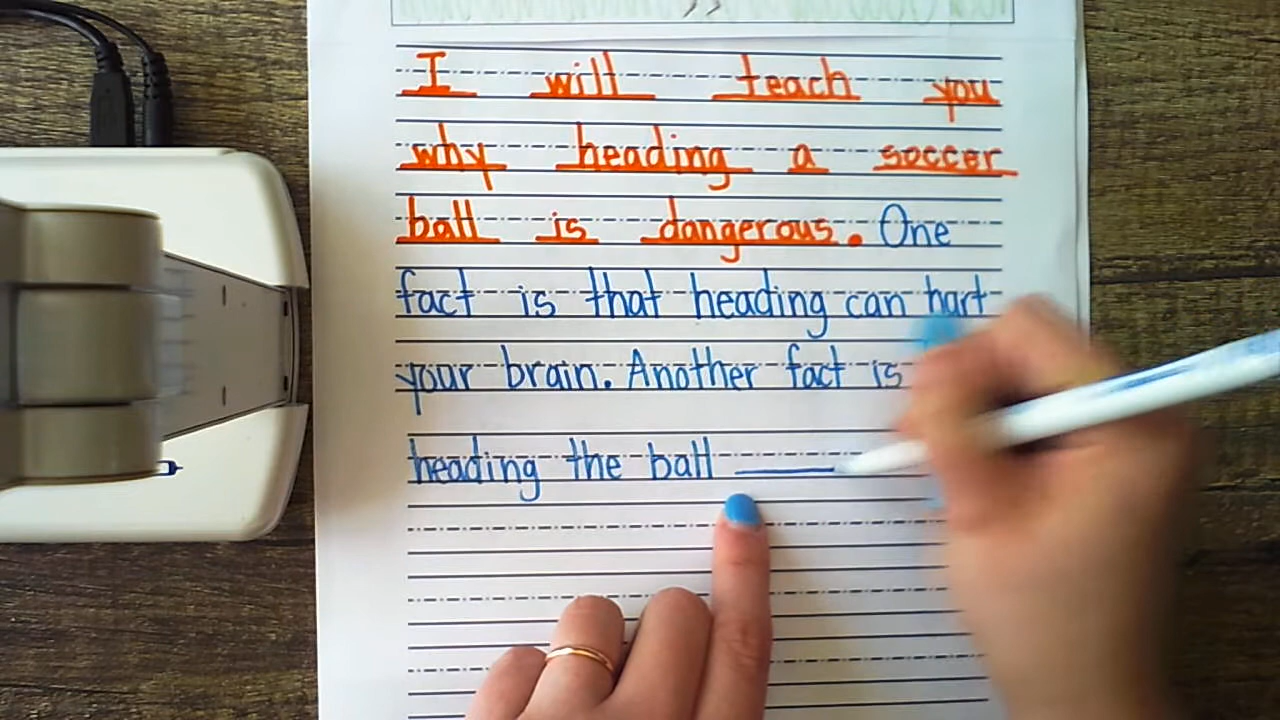 I will teach you
why heading a soccer
ball is dangerous. One
fact is that heading can hurt
your brain. Another fact is
heading the ball